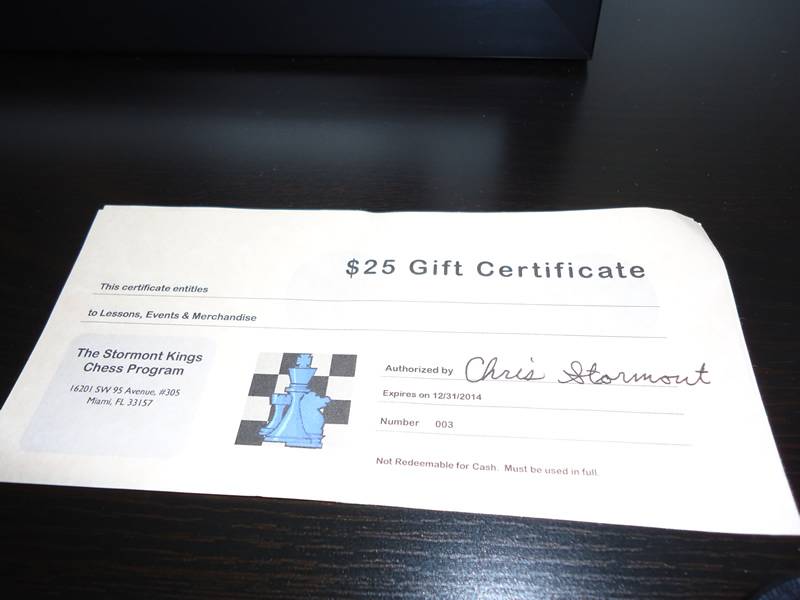 $25 Gift Certificate
This certificate entitles
to Lessons, Events & Merchandise
The Stormont Kings
Chess Program
16201 SW 95 Avenue, #305
Miami, FL 33157
Authorized by Chris Stormont
Expires on 12/31/2014
Number 003
Not Redeemable for Cash. Must be used in full.